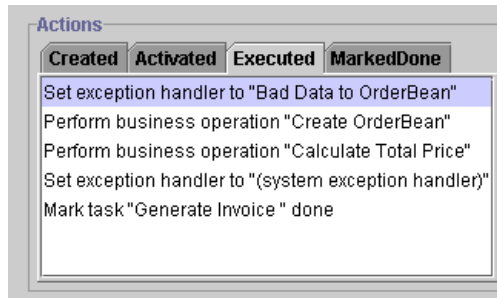 Actions
Created Activated Executed MarkedDone
Set exception handler to "Bad Data to OrderBean"
Perform business operation "Create OrderBean"
Perform business operation "Calculate Total Price"
Set exception handler to "(system exception handler)"
Mark task "Generate Invoice " done